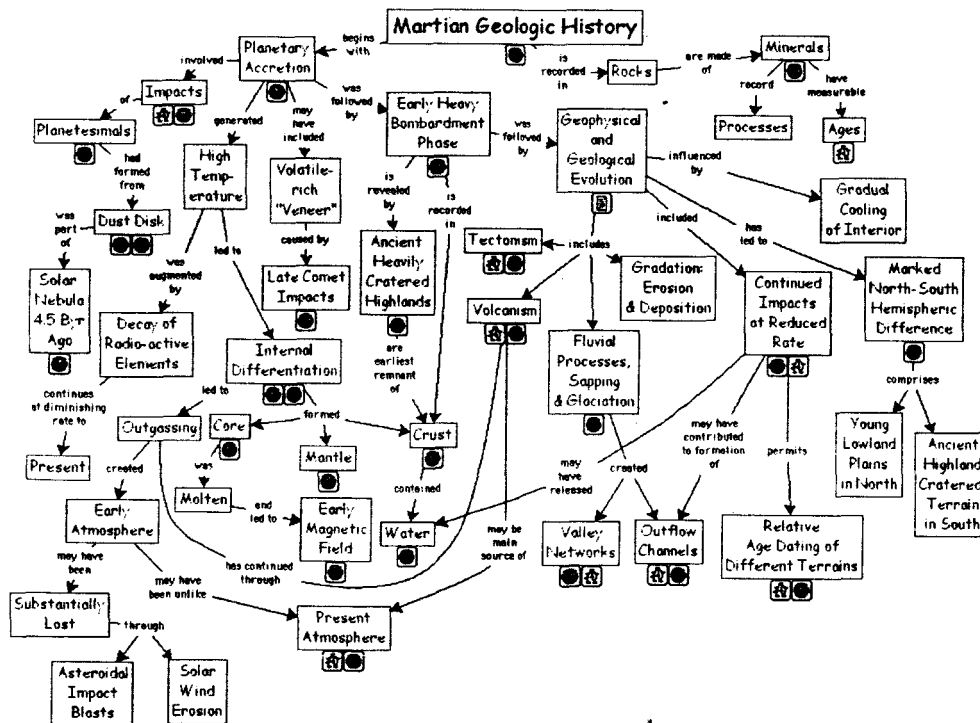 Martian Geologic History
begins
with
is
recorded
in
Planetary
Accretion
Rocks
are made
of
Minerals
record
have
measurable
Processes
Ages
involved
Impacts
of
Planetesimals
had
formed
from
Dust Disk
was
part
of
Solar
Nebula
4.5 Byr
Ago
generated
High
Temp-
erature
may
have
included
Volatile-
rich
"Veneer"
caused by
Late Comet
Impacts
was
followed
by
Early Heavy
Bombardment
Phase
was
followed
by
Geophysical
and
Geological
Evolution
influenced
by
Gradual
Cooling
of Interior
is
revealed
by
is
recorded
in
Ancient
Heavily
Cratered
Highlands
are
earliest
remnant
of
Crust
was
augmented
by
Decay of
Radio-active
Elements
continues
at diminishing
rate to
Present
led to
Internal
Differentiation
led to
Outgassing
formed
Core
Mantle
was
Molten
and
led to
Early
Magnetic
Field
contained
Water
created
Early
Atmosphere
may have
been
Substantially
Lost
through
Asteroidal
Impact
Blasts
Solar
Wind
Erosion
may have
been unlike
has continued
through
Present
Atmosphere
includes
Tectonism
Volcanism
may be
main
source of
Gradation:
Erosion
& Deposition
Fluvial
Processes,
Sapping
& Glaciation
created
Valley
Networks
Outflow
Channels
included
Continued
Impacts
at Reduced
Rate
may
have
released
may have
contributed
to formation
of
permits
Relative
Age Dating of
Different Terrains
has
led to
Marked
North-South
Hemispheric
Difference
comprises
Young
Lowland
Plains
in North
Ancient
Highland
Cratered
Terrain
in South